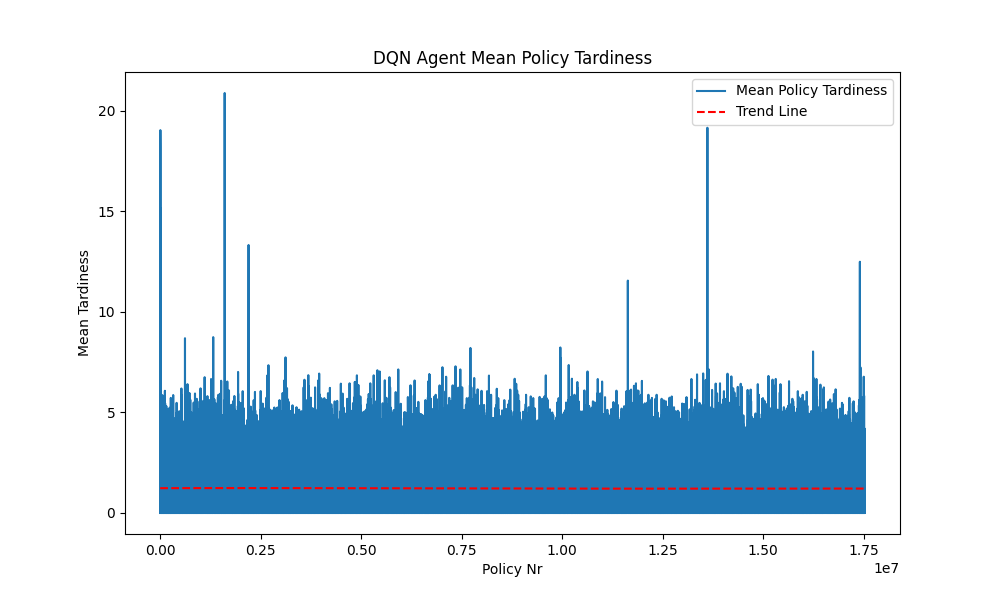 DQN Agent Mean Policy Tardiness
Mean Policy Tardiness
Trend Line
20
15
10
5
0
Mean Tardiness
0.00 0.25 0.50 0.75 1.00 1.25 1.50 1.75
1e7
Policy Nr